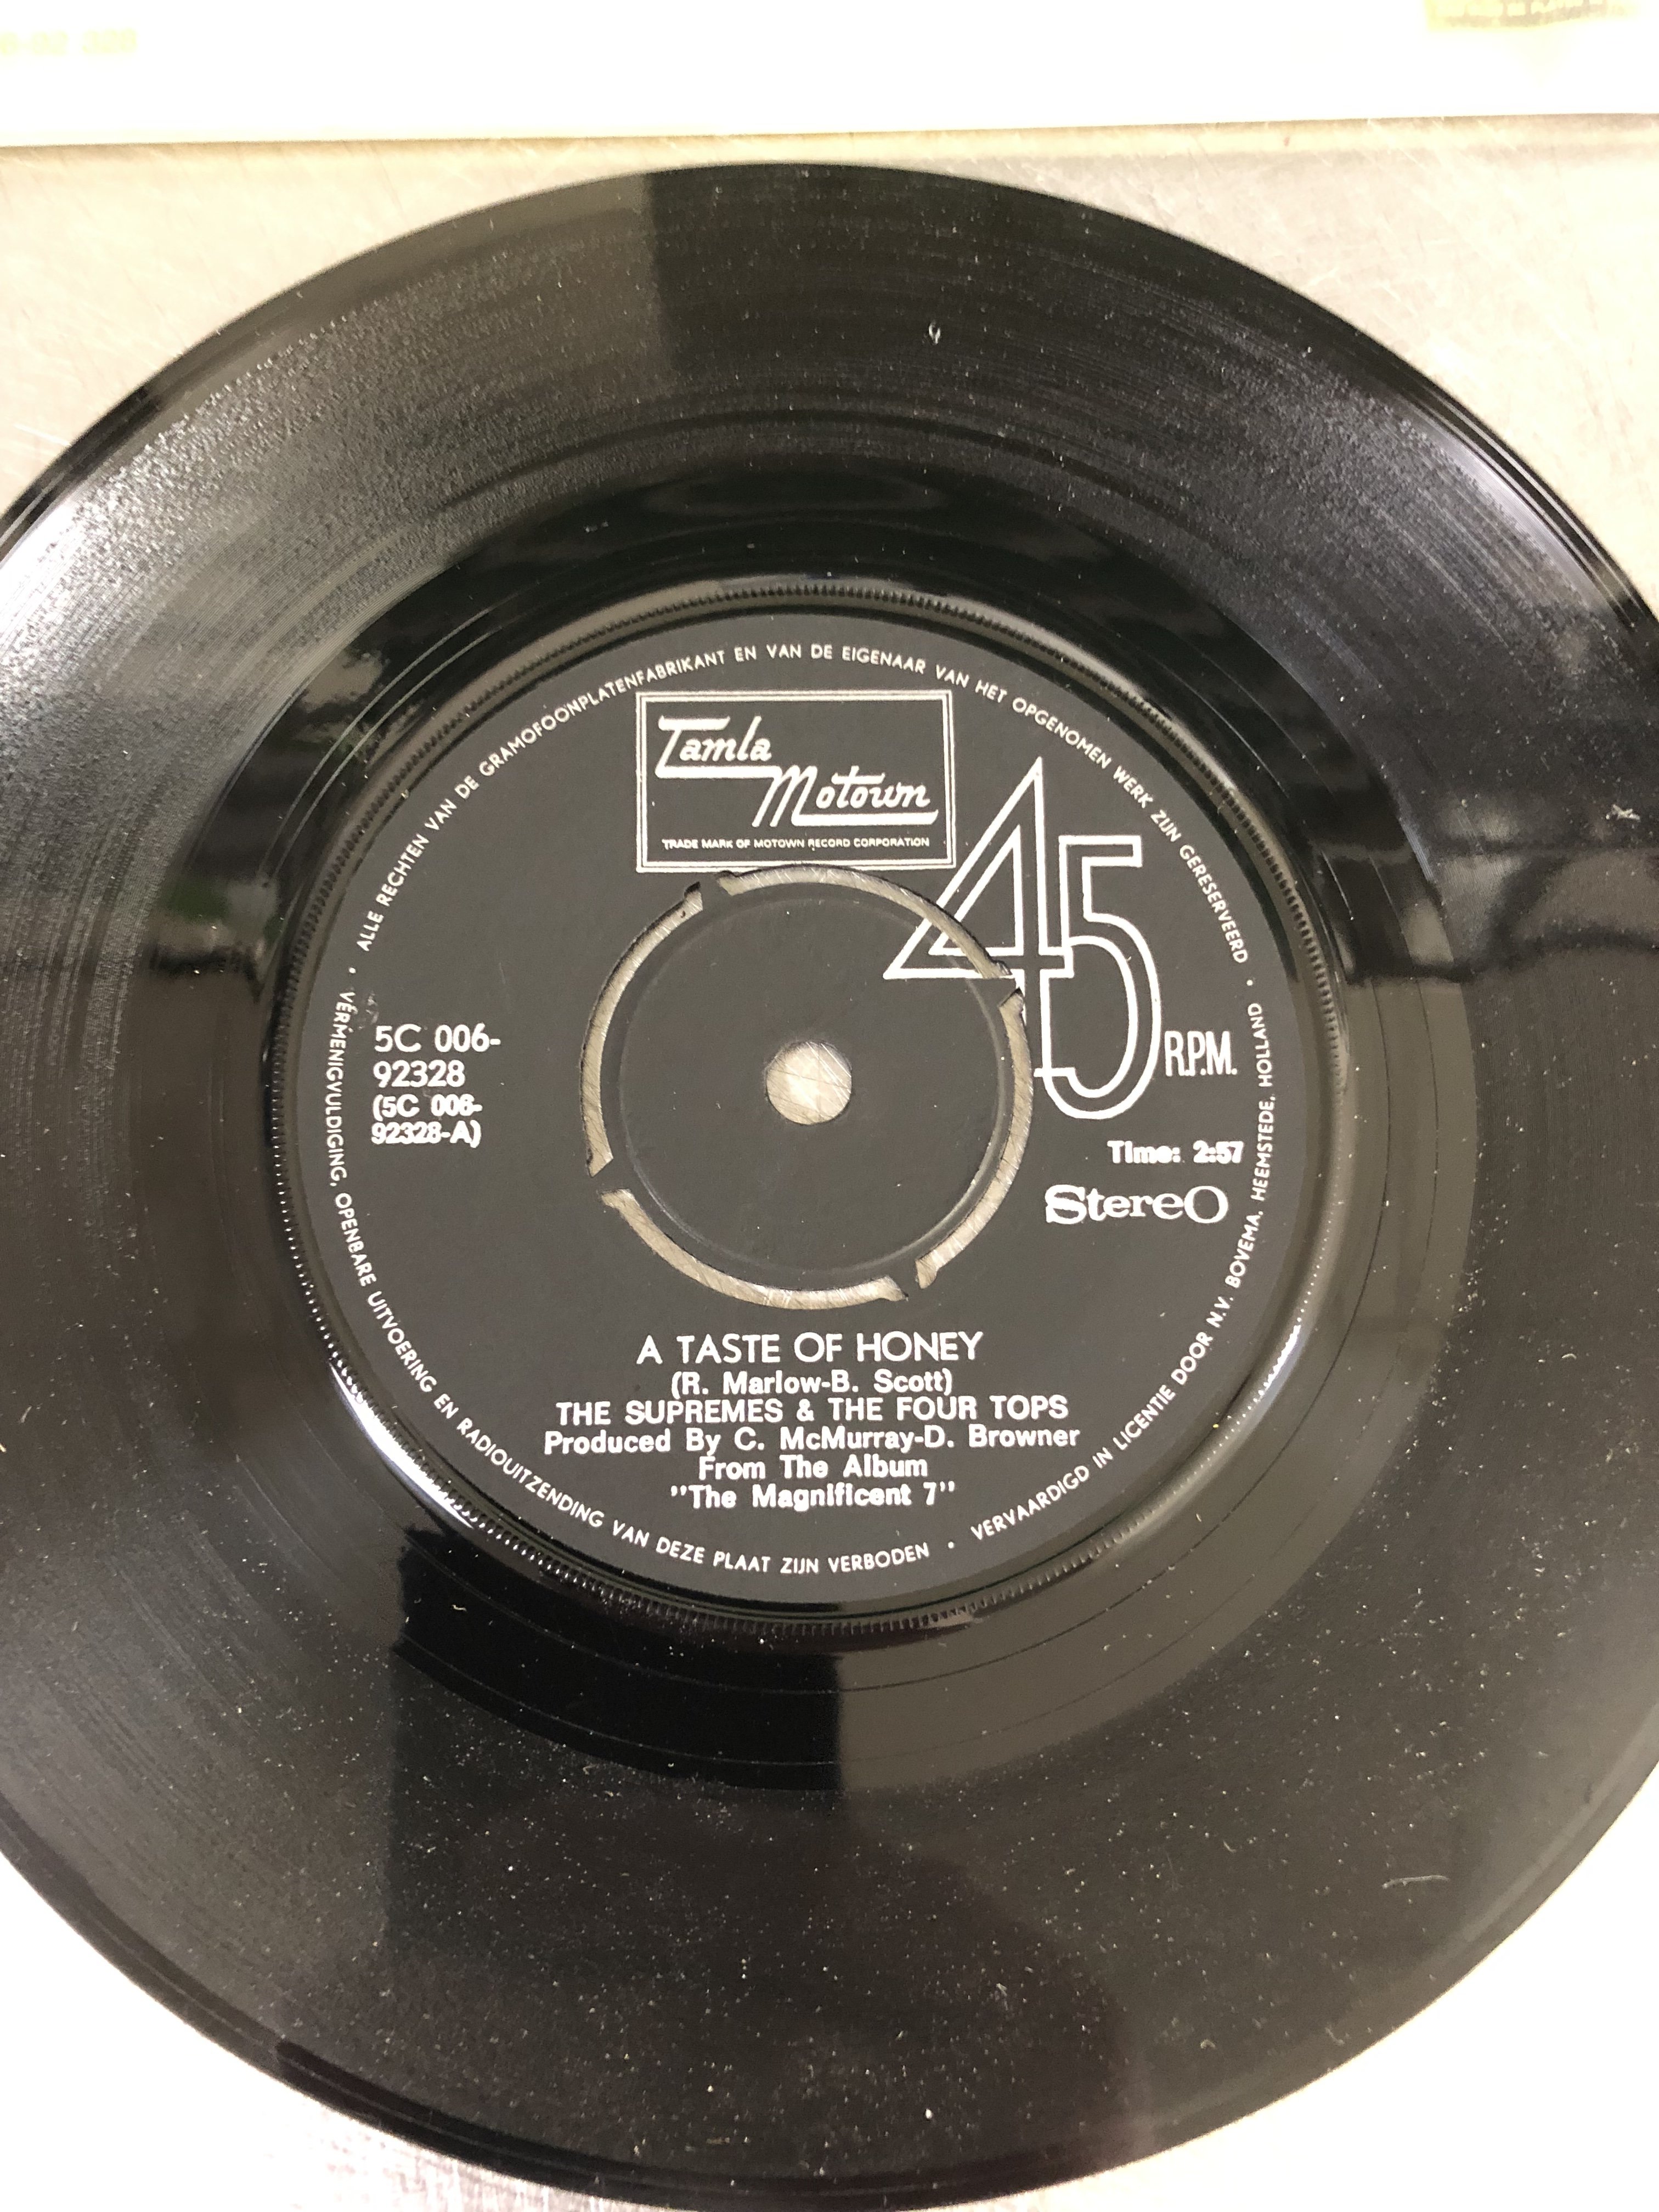 ALLE RECHTEN VAN DE GRAMOFOONPLATENFABRIKANT EN VAN DE EIGENAAR VAN HET OPGENOMEN WERK ZIJN GERESERVEERD •
Tamla
Motown
TRADE MARK OF MOTOWN RECORD CORPORATION
45
R.P.M.
5C 006-
92328
(5C 006-
92328-A)
Time: 2:57
Stereo
A TASTE OF HONEY
(R. Marlow-B. Scott)
THE SUPREMES & THE FOUR TOPS
Produced By C. McMurray-D. Browner
From The Album
"The Magnificent 7"
• VERMENIGVULDIGING, OPENBARE UITVOERING EN RADIOUITZENDING VAN DEZE PLAAT ZIJN VERBODEN •
VERVAARDIGD IN LICENTIE DOOR N.V. BOVEMA, HEEMSTEDE, HOLLAND